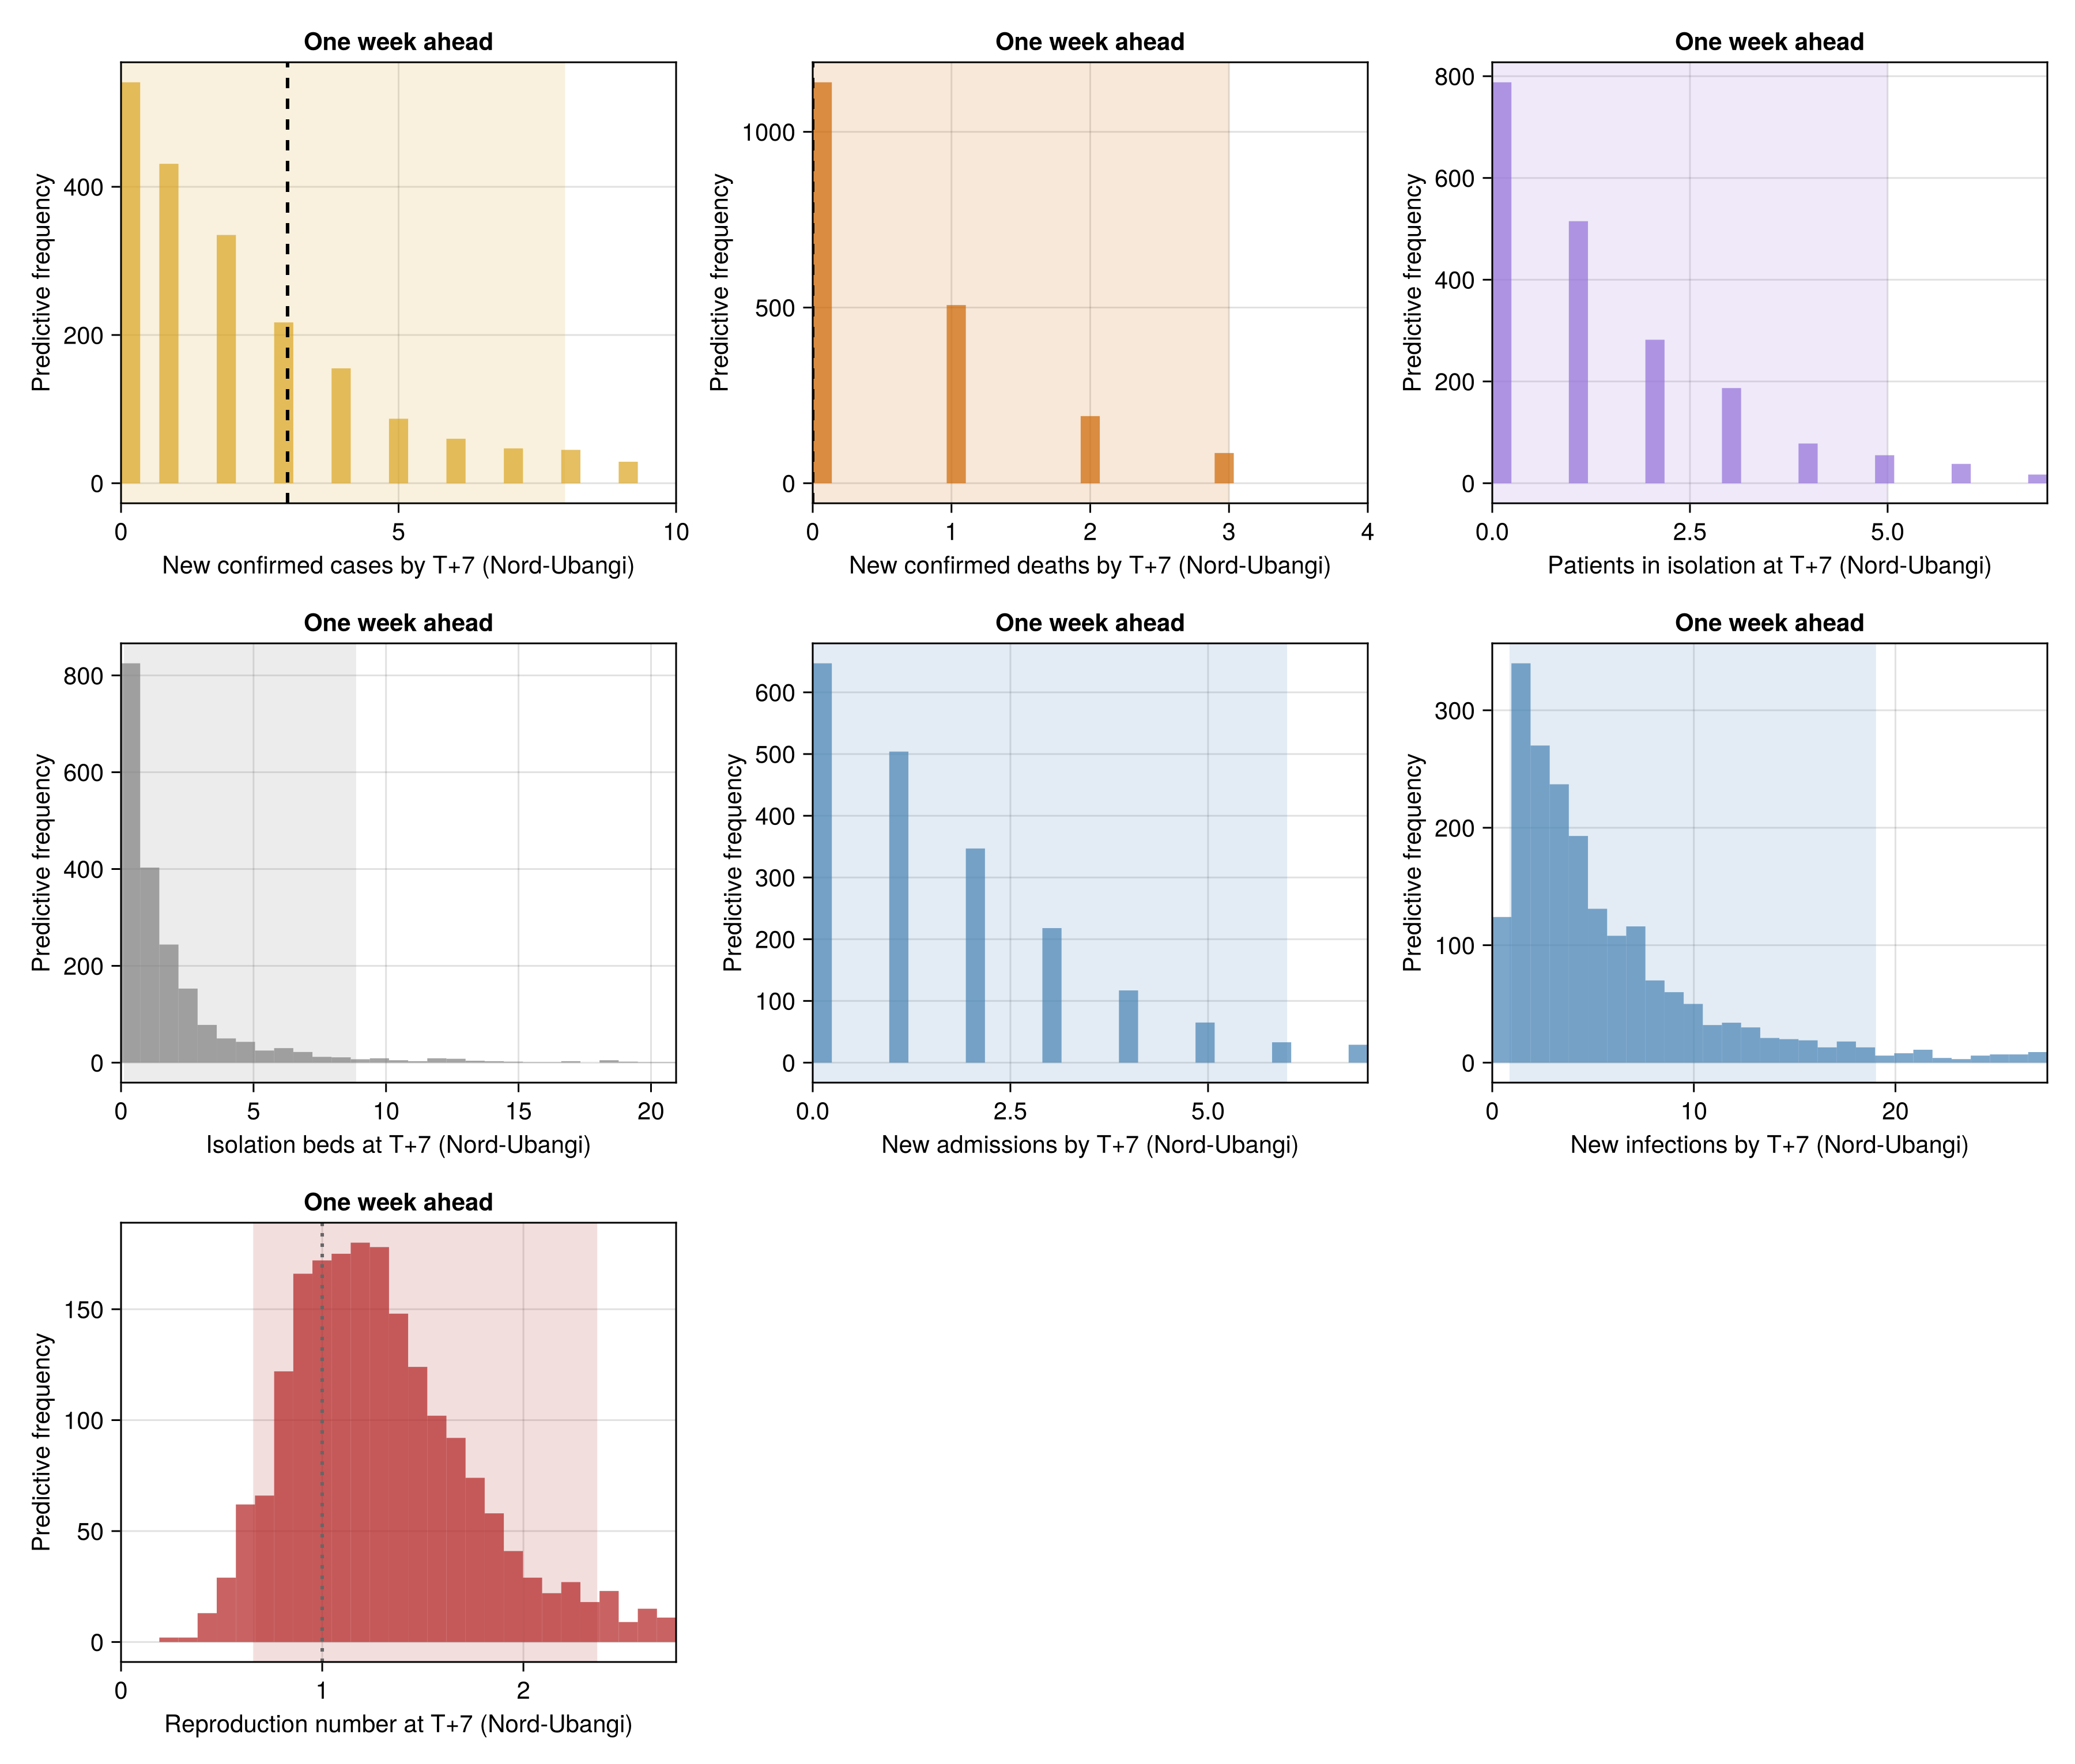 One week ahead
Predictive frequency
400
200
0
0 5 10
New confirmed cases by T+7 (Nord-Ubangi)
One week ahead
Predictive frequency
1000
500
0
0 1 2 3 4
New confirmed deaths by T+7 (Nord-Ubangi)
One week ahead
Predictive frequency
800
600
400
200
0
0.0 2.5 5.0
Patients in isolation at T+7 (Nord-Ubangi)
One week ahead
Predictive frequency
800
600
400
200
0
0 5 10 15 20
Isolation beds at T+7 (Nord-Ubangi)
One week ahead
Predictive frequency
600
500
400
300
200
100
0
0.0 2.5 5.0
New admissions by T+7 (Nord-Ubangi)
One week ahead
Predictive frequency
300
200
100
0
0 10 20
New infections by T+7 (Nord-Ubangi)
One week ahead
Predictive frequency
150
100
50
0
0 1 2
Reproduction number at T+7 (Nord-Ubangi)